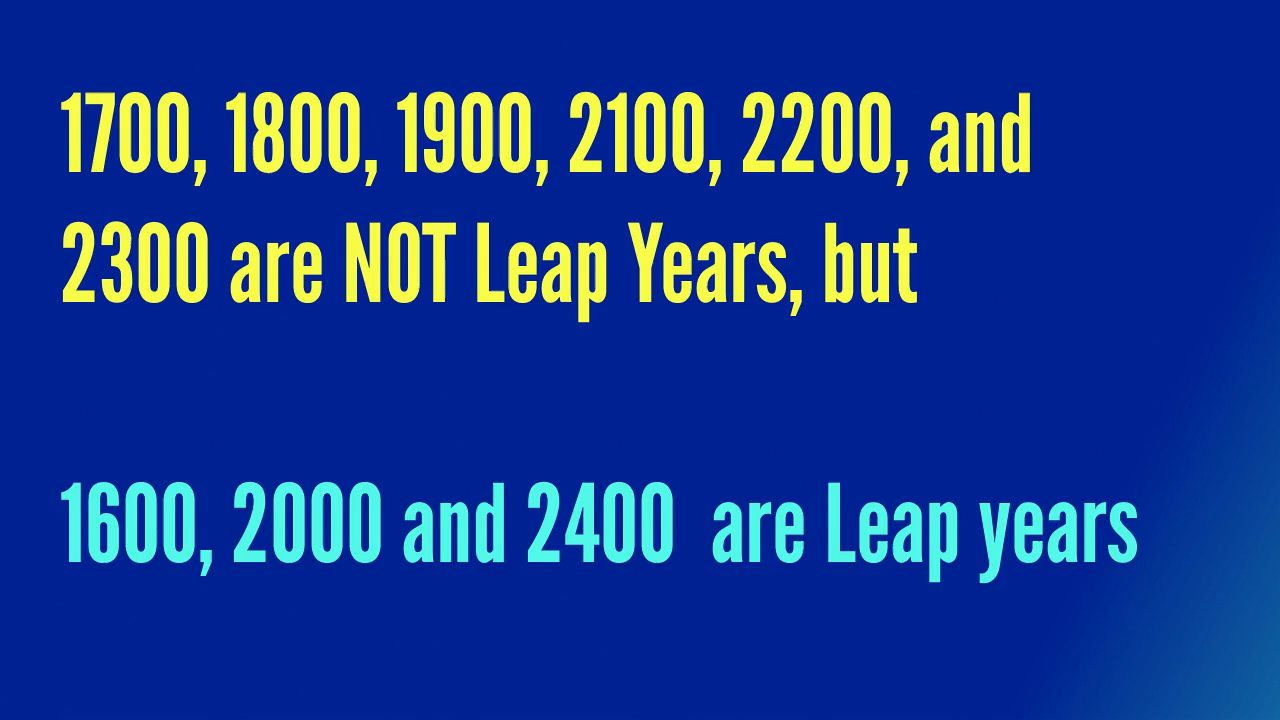 1700, 1800, 1900, 2100, 2200, and
2300 are NOT Leap Years, but
1600, 2000 and 2400  are Leap years